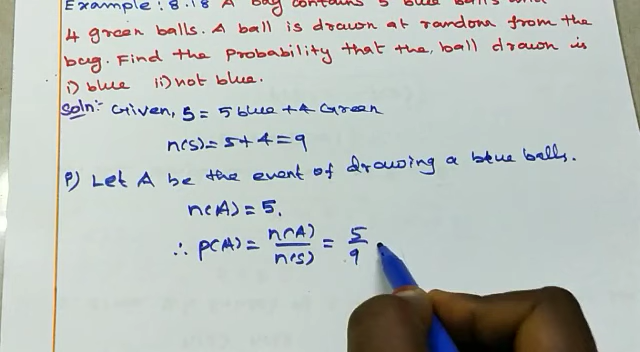 Example: 8.18 A bag contains 5 blue balls and
4 green balls. A ball is drawn at random from the
bag. Find the Probability that the, ball drawn is
i) blue ii) not blue.
Soln:- Given, S = 5 blue + 4 Green
n(S) = 5+4 = 9
i) Let A be the event of drawing a blue balls.
n(A) = 5.
∴ P(A) = n(A)/n(S) = 5/9